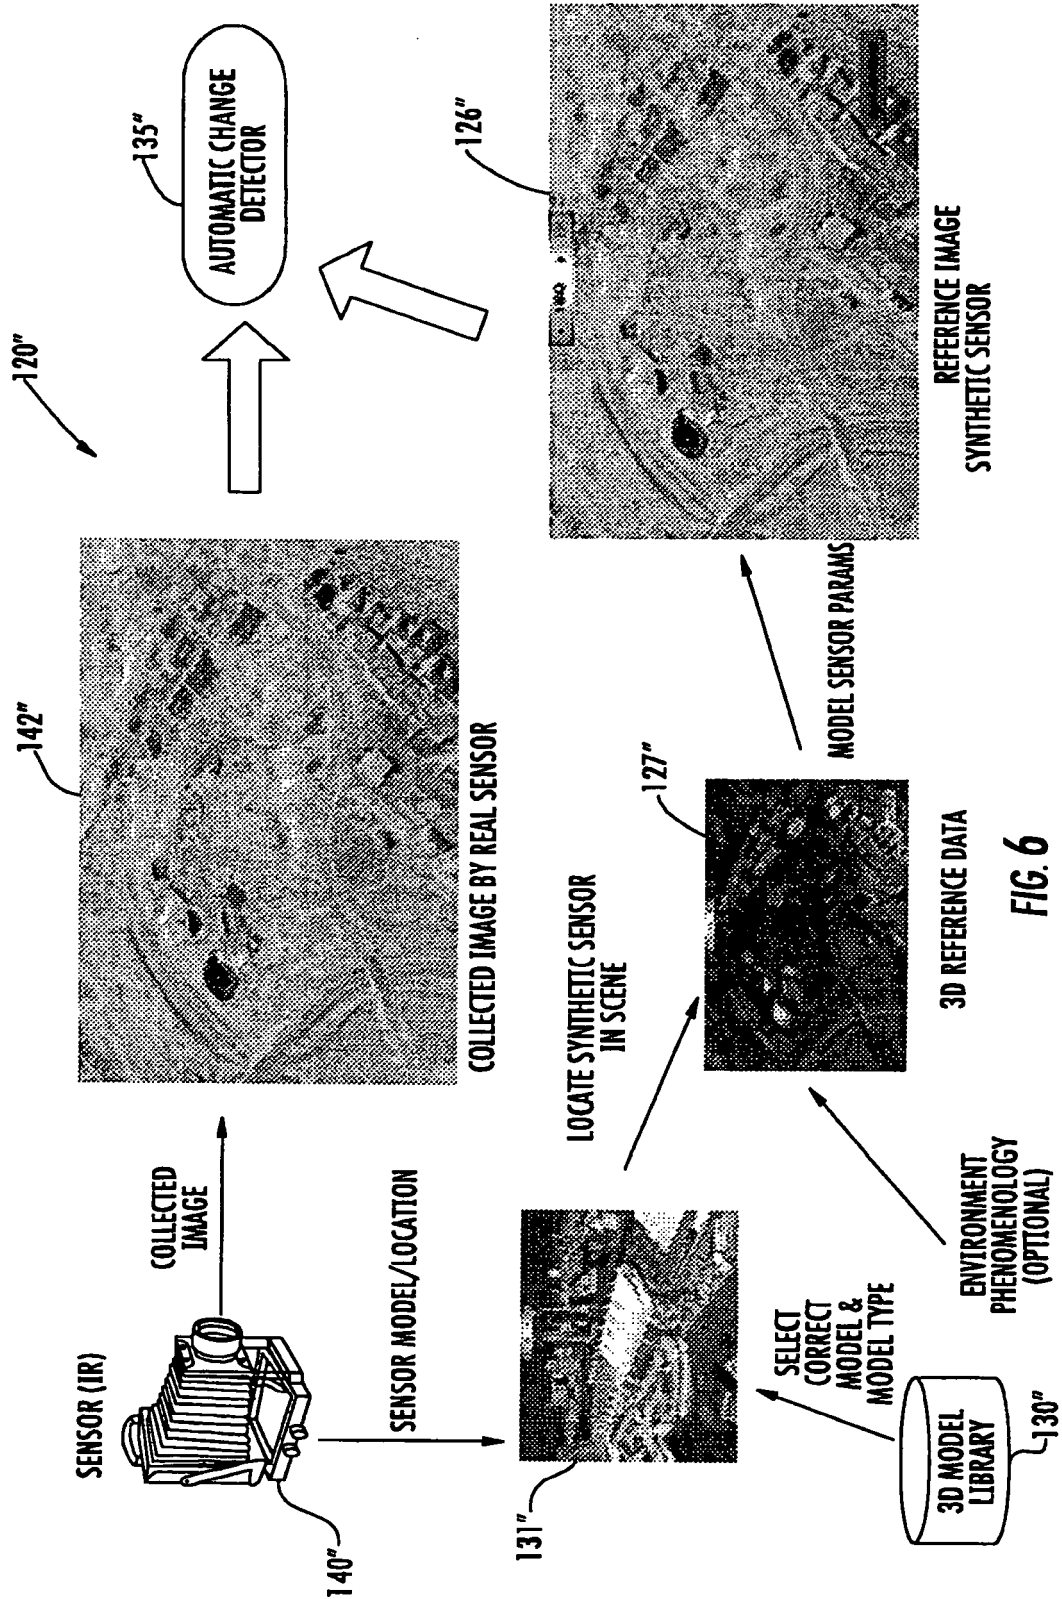 120"
SENSOR (IR)
140"
COLLECTED
IMAGE
142"
COLLECTED IMAGE BY REAL SENSOR
135"
AUTOMATIC CHANGE
DETECTOR
SENSOR MODEL/LOCATION
131"
LOCATE SYNTHETIC SENSOR
IN SCENE
126"
REFERENCE IMAGE
SYNTHETIC SENSOR
SELECT
CORRECT
MODEL &
MODEL TYPE
3D MODEL
LIBRARY
130"
ENVIRONMENT
PHENOMENOLOGY
(OPTIONAL)
127"
3D REFERENCE DATA
MODEL SENSOR PARAMS
FIG. 6